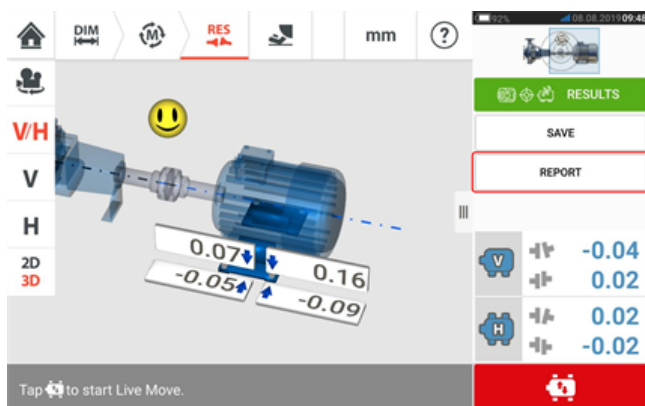 DIM
M
RES
mm
?
92%
08.08.2019 09:48
RESULTS
SAVE
REPORT
V/H
V
H
2D
3D
0.07
0.16
-0.05
-0.09
V
-0.04
0.02
H
0.02
-0.02
Tap to start Live Move.